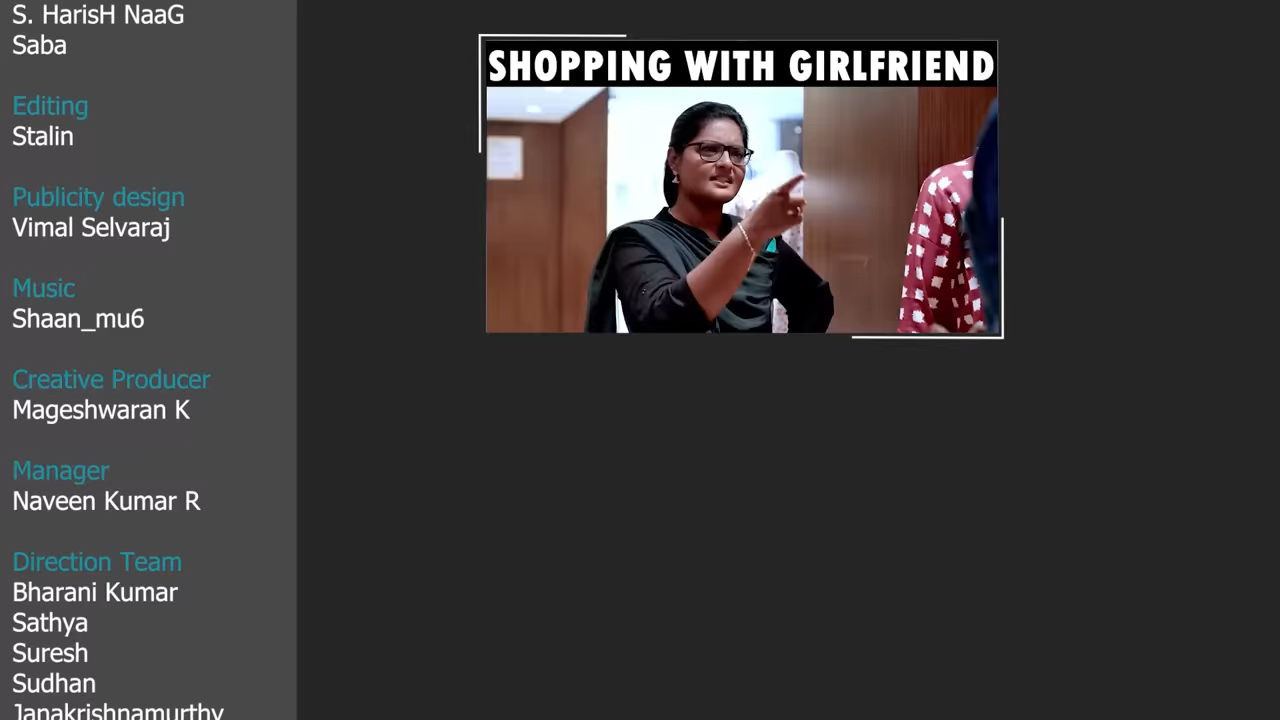 S. HarisH NaaG
Saba
Editing
Stalin
Publicity design
Vimal Selvaraj
Music
Shaan_mu6
Creative Producer
Mageshwaran K
Manager
Naveen Kumar R
Direction Team
Bharani Kumar
Sathya
Suresh
Sudhan
Janakrishnamurthy
SHOPPING WITH GIRLFRIEND